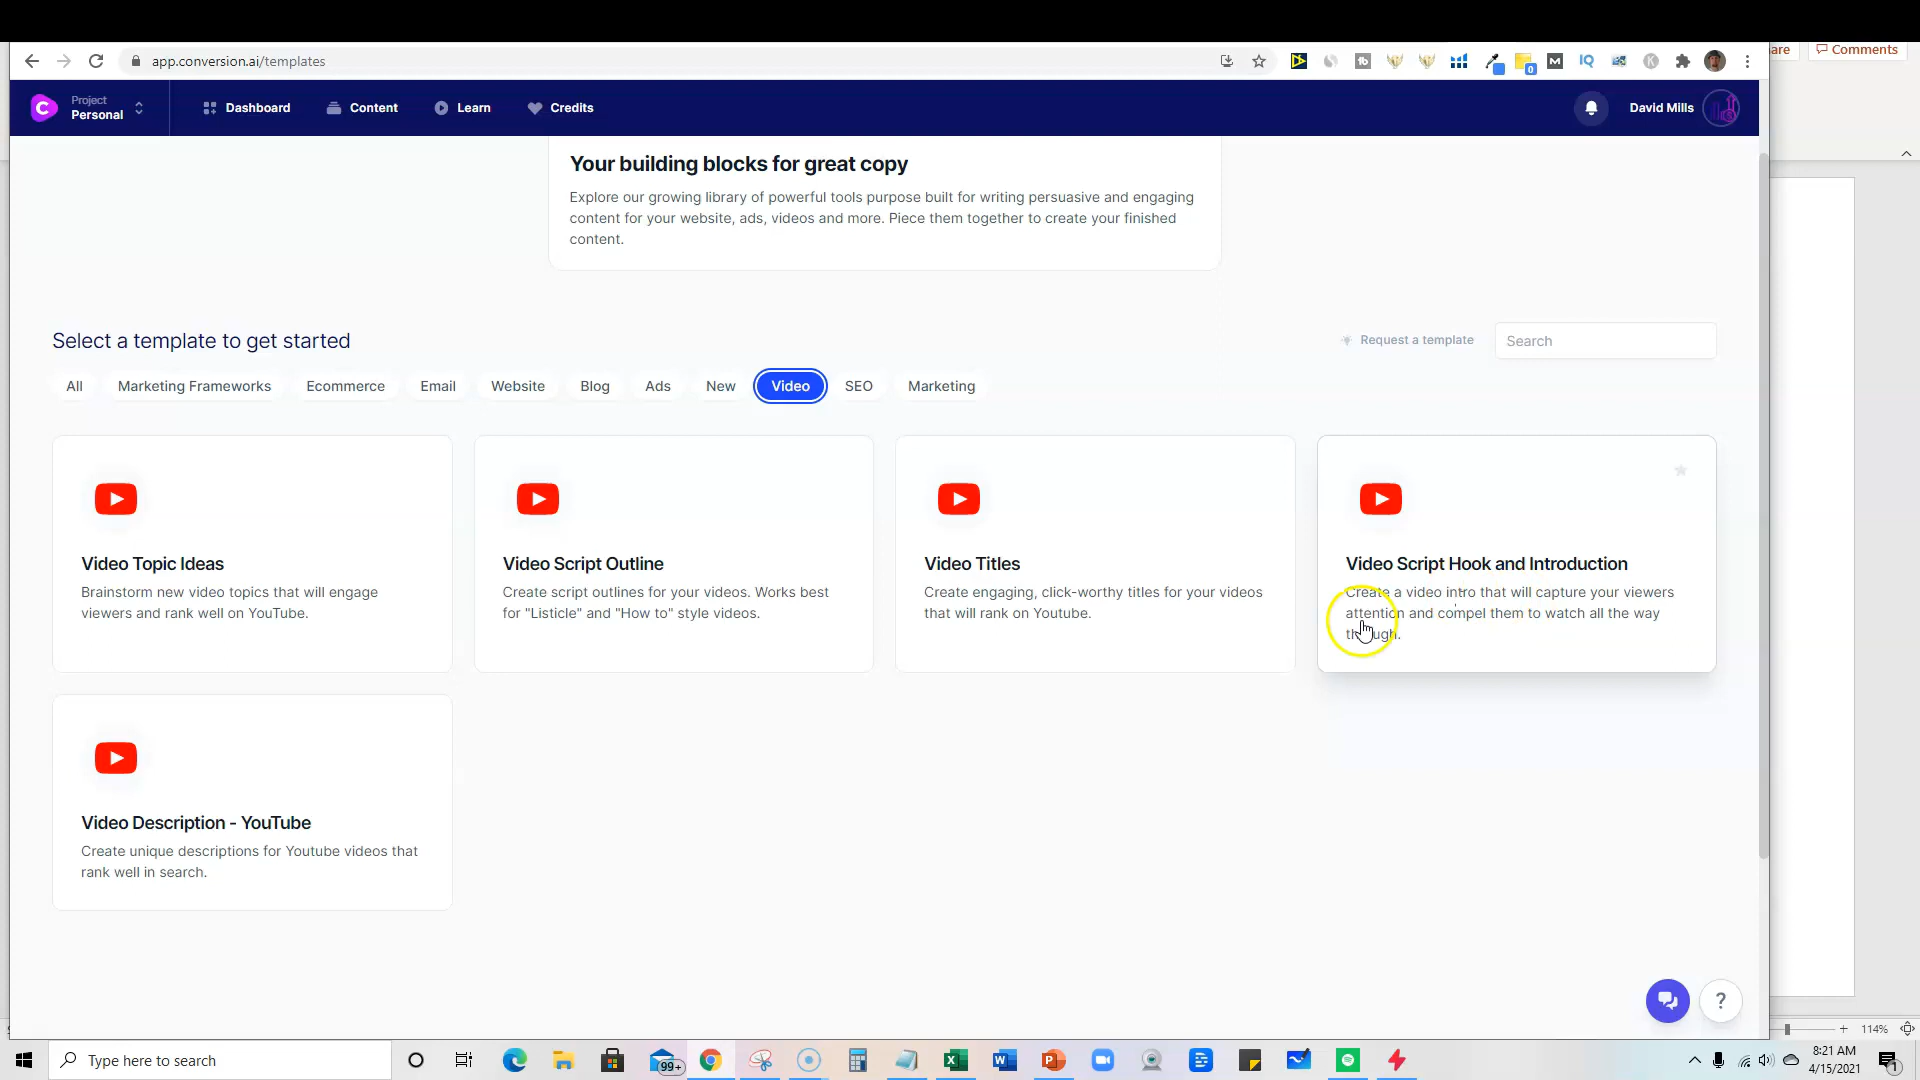 are
Comments
app.conversion.ai/templates
Project
Personal
Dashboard
Content
Learn
Credits
David Mills
Your building blocks for great copy
Explore our growing library of powerful tools purpose built for writing persuasive and engaging
content for your website, ads, videos and more. Piece them together to create your finished
content.
Select a template to get started
Request a template
Search
All
Marketing Frameworks
Ecommerce
Email
Website
Blog
Ads
New
Video
SEO
Marketing
Video Topic Ideas
Brainstorm new video topics that will engage
viewers and rank well on YouTube.
Video Script Outline
Create script outlines for your videos. Works best
for "Listicle" and "How to" style videos.
Video Titles
Create engaging, click-worthy titles for your videos
that will rank on Youtube.
Video Script Hook and Introduction
Create a video intro that will capture your viewers
attention and compel them to watch all the way
through.
Video Description - YouTube
Create unique descriptions for Youtube videos that
rank well in search.
?
114%
Type here to search
99+
8:21 AM
4/15/2021